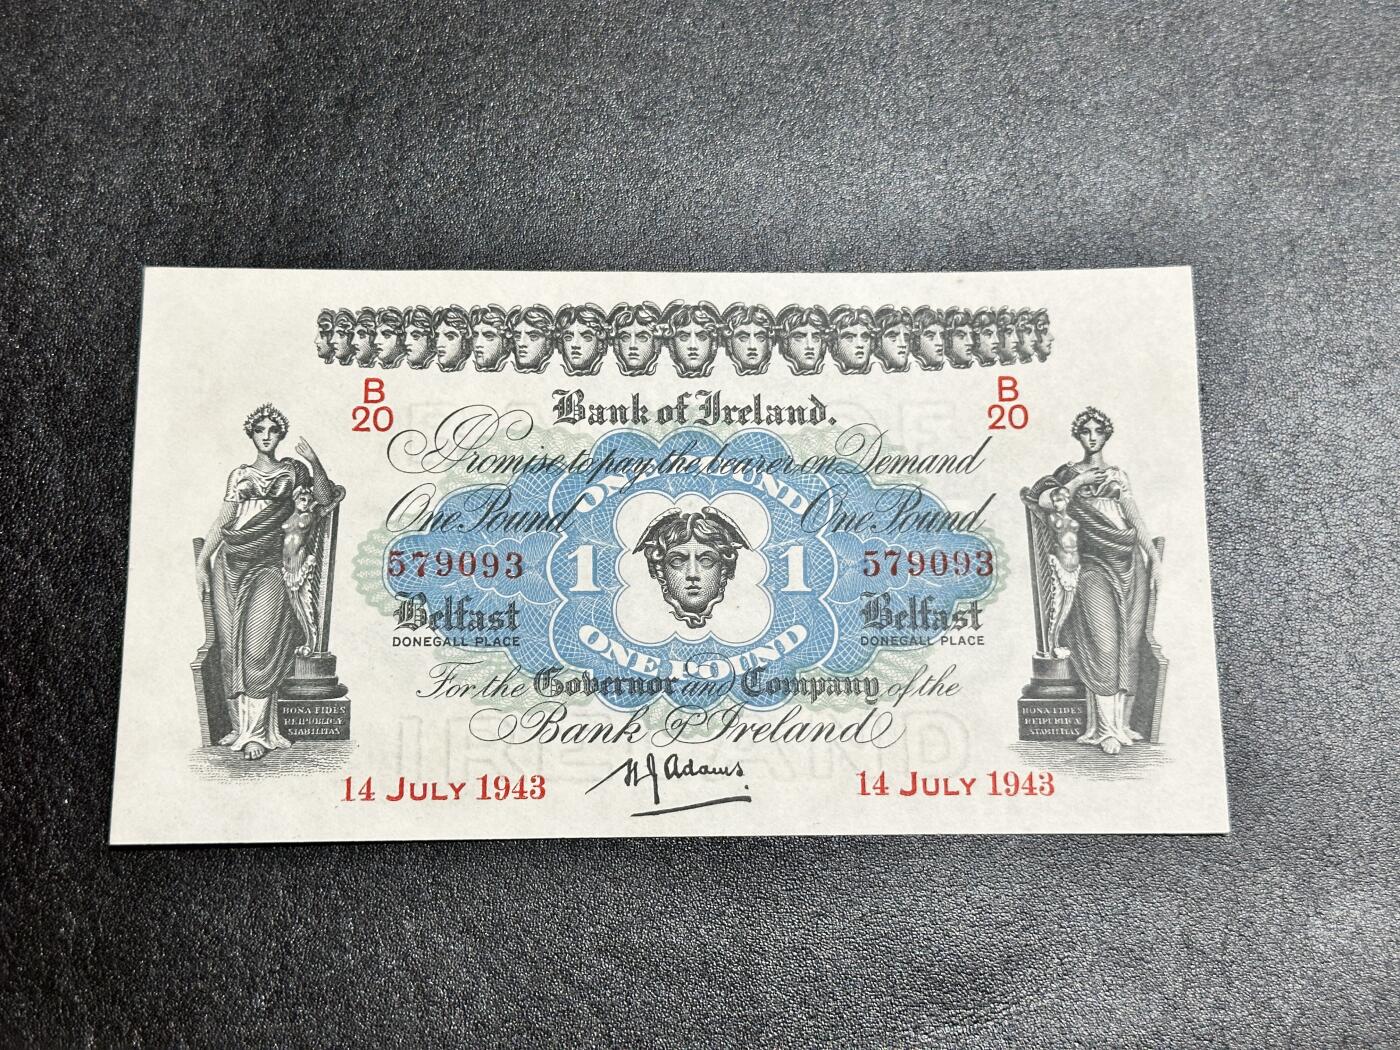 B
20
B
20
Bank of Ireland.
Promise to pay the bearer on Demand
One Pound
One Pound
ONE POUND
579093
1
1
579093
Belfast
Belfast
DONEGALL PLACE
DONEGALL PLACE
ONE POUND
For the Governor and Company of the
Bank of Ireland
BONA FIDES
REIPUBLICÆ
STABILITAS
BONA FIDES
REIPUBLICÆ
STABILITAS
14 JULY 1943
H J Adams
14 JULY 1943